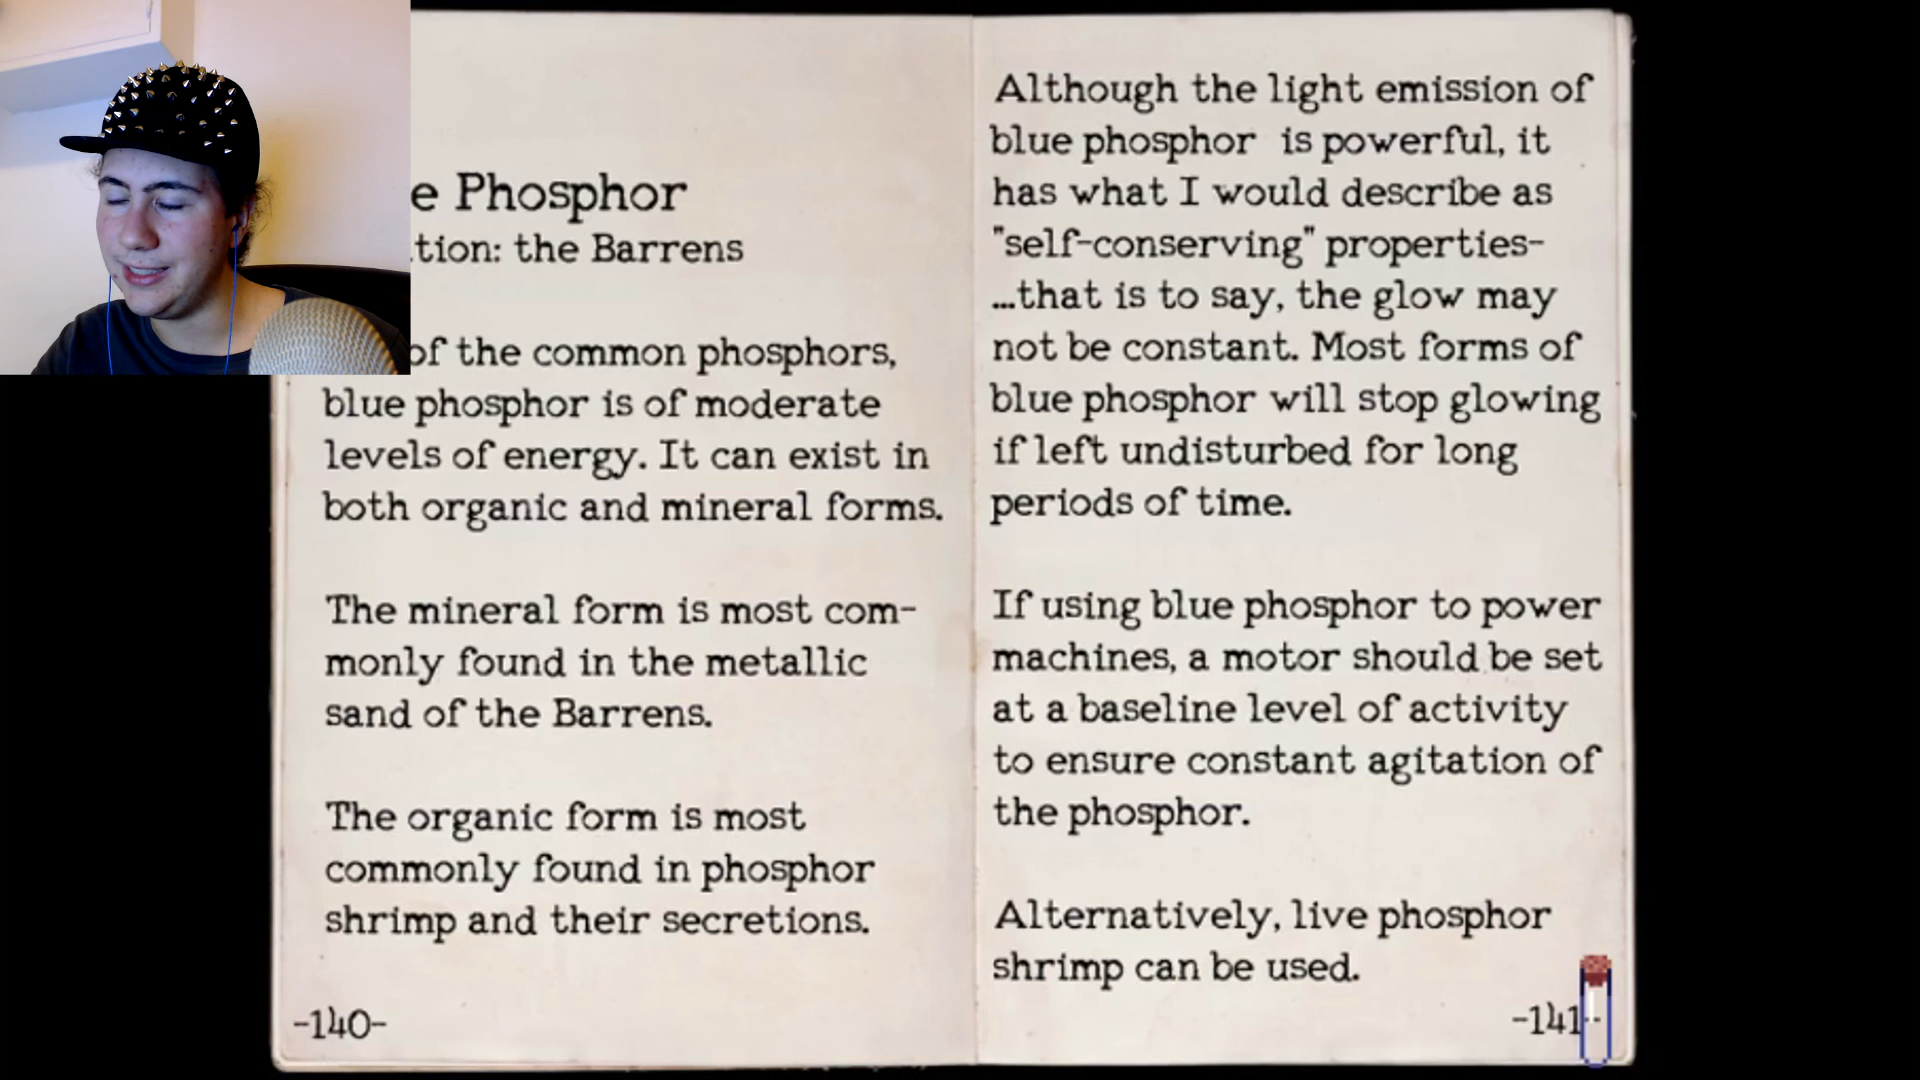 e Phosphor
tion: the Barrens
of the common phosphors,
blue phosphor is of moderate
levels of energy. It can exist in
both organic and mineral forms.
The mineral form is most com-
monly found in the metallic
sand of the Barrens.
The organic form is most
commonly found in phosphor
shrimp and their secretions.
-140-
Although the light emission of
blue phosphor is powerful, it
has what I would describe as
"self-conserving" properties-
...that is to say, the glow may
not be constant. Most forms of
blue phosphor will stop glowing
if left undisturbed for long
periods of time.
If using blue phosphor to power
machines, a motor should be set
at a baseline level of activity
to ensure constant agitation of
the phosphor.
Alternatively, live phosphor
shrimp can be used.
-141-